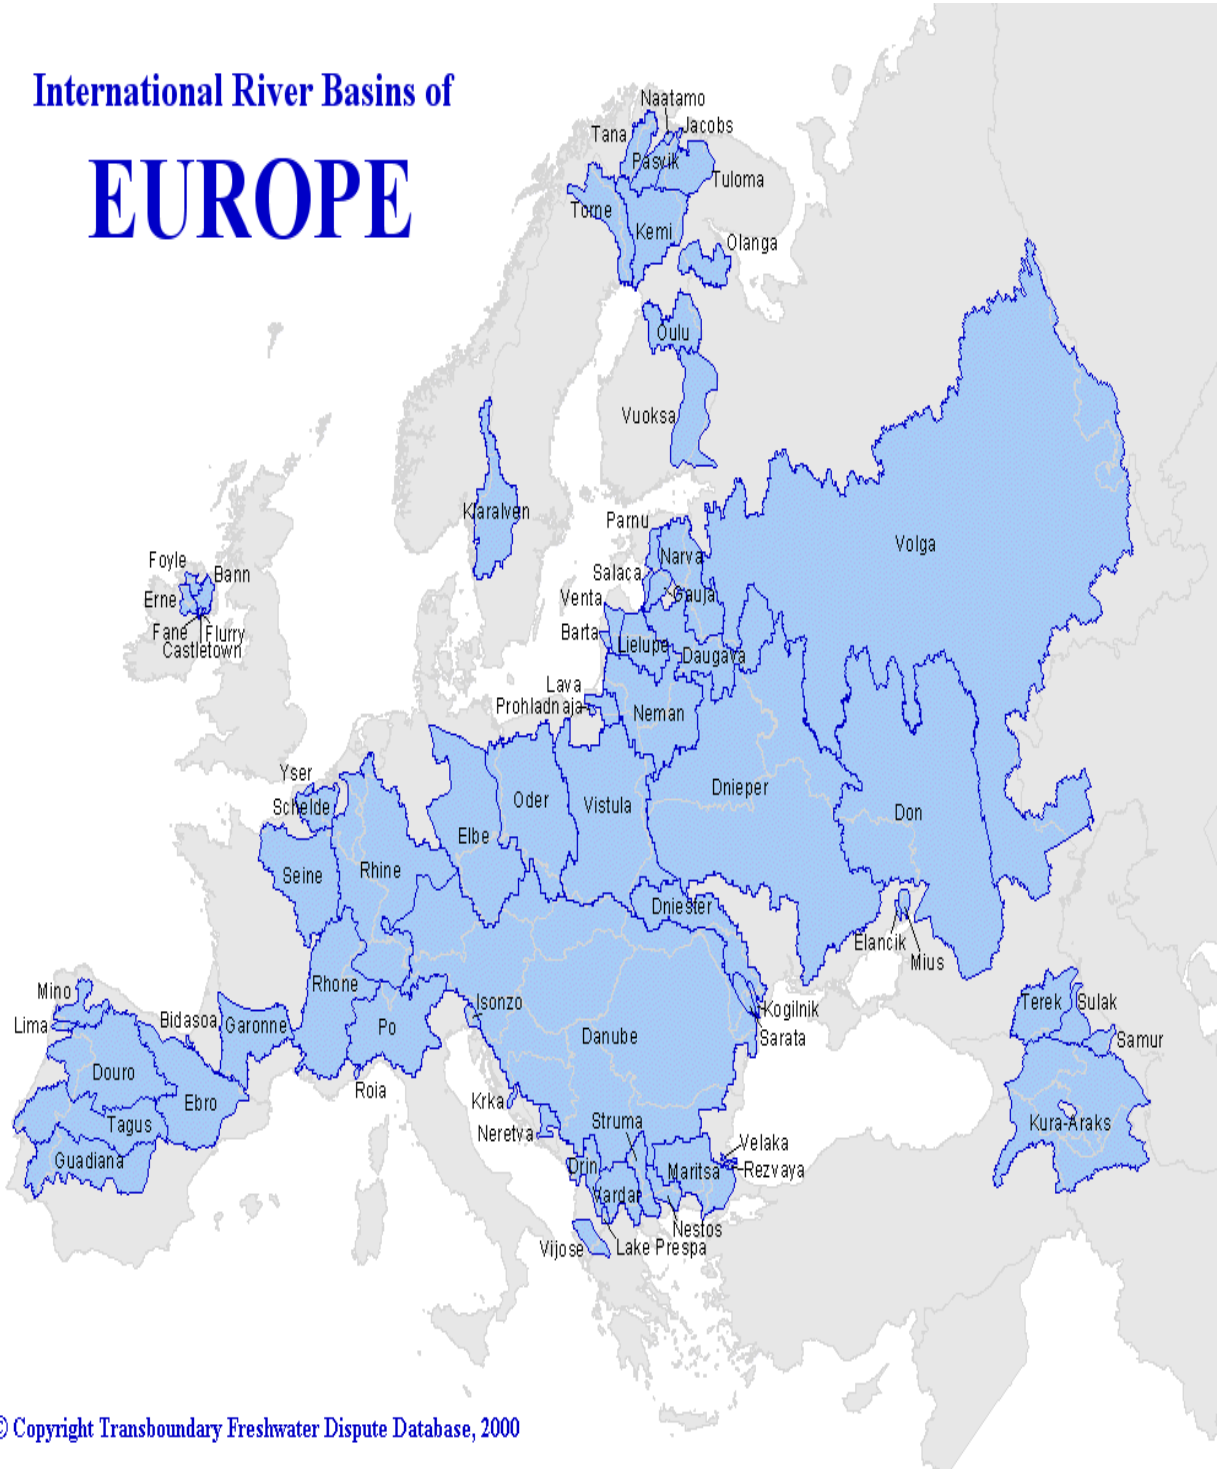 International River Basins of
EUROPE
Naatamo
Jacobs
Tana
Pasvik
Tuloma
Torne
Kemi
Olanga
Oulu
Vuoksa
Klaralven
Parnu
Narva
Volga
Foyle
Bann
Salaca
Gauja
Erne
Venta
Fane
Flurry
Barta
Lielupe
Castletown
Daugava
Lava
Prohladnaja
Neman
Yser
Dnieper
Schelde
Oder
Vistula
Don
Elbe
Seine
Rhine
Dniester
Elancik
Mius
Rhone
Mino
Isonzo
Terek
Sulak
Kogilnik
Lima
Bidasoa
Garonne
Po
Danube
Sarata
Samur
Douro
Roia
Krka
Ebro
Tagus
Struma
Kura-Araks
Neretva
Velaka
Guadiana
Drin
Maritsa
Rezvaya
Vardar
Nestos
Vijose
Lake Prespa
© Copyright Transboundary Freshwater Dispute Database, 2000